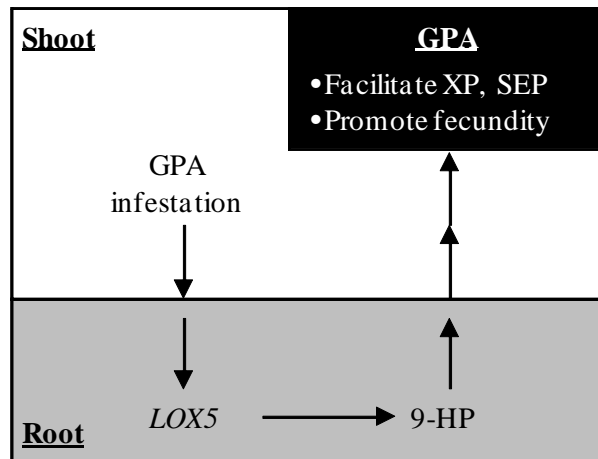 Shoot
GPA
•Facilitate XP, SEP
•Promote fecundity
GPA
infestation
LOX5
9-HP
Root